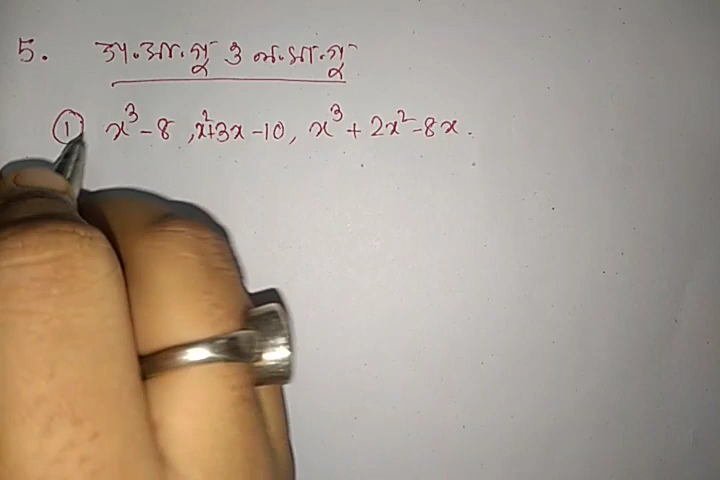 5. গ.সা.গু ও ল.সা.গু
① x³ - 8, x²+3x - 10, x³ + 2x² - 8x.